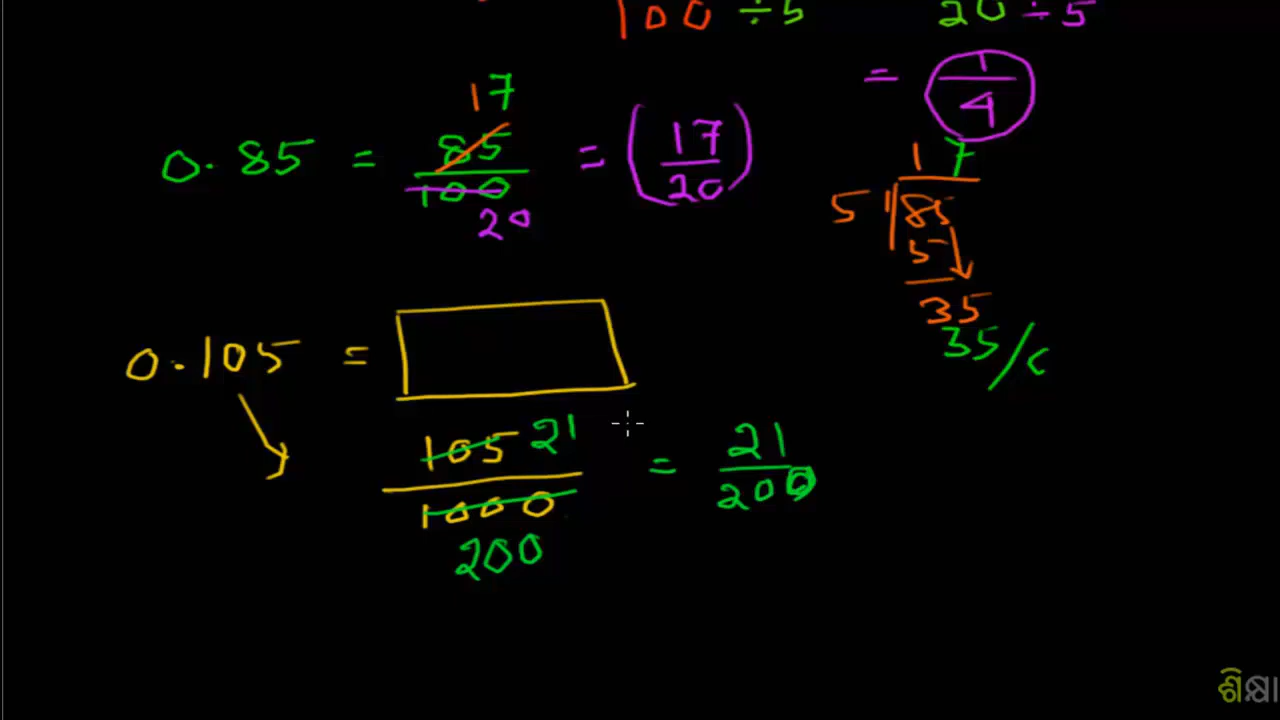 100 ÷5 20 ÷5
= 1/4
17
0.85 = 85/100 = (17/20)
20
17
5 85
5
35
35/c
0.105 =
105 21
1000 = 21/200
200
ଶିକ୍ଷା